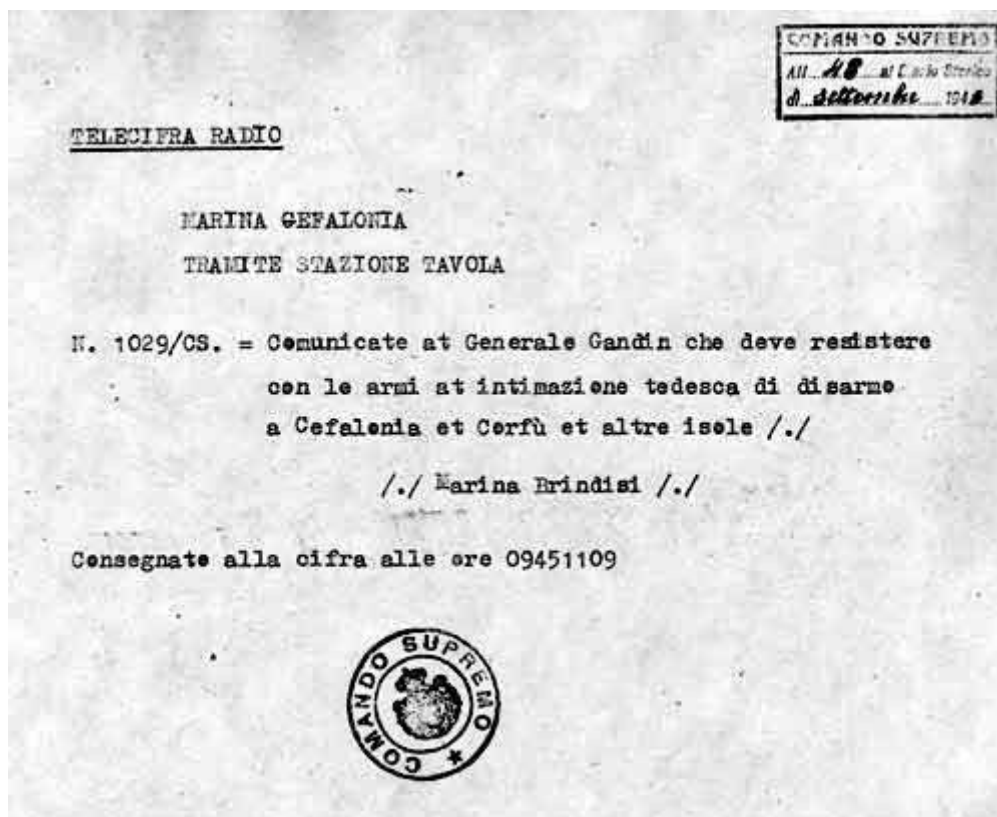 COMANDO SUPREMO
All. 48 al Diario Storico
di settembre 194
TELECIFRA RADIO
MARINA GEFALONIA
TRAMITE STAZIONE TAVOLA
N. 1029/CS. = Comunicate at Generale Gandin che deve resistere
con le armi at intimazione tedesca di disarmo
a Cefalonia et Corfù et altre isole /./
/./ Marina Brindisi /./
Consegnate alla cifra alle ore 09451109
COMANDO SUPREMO